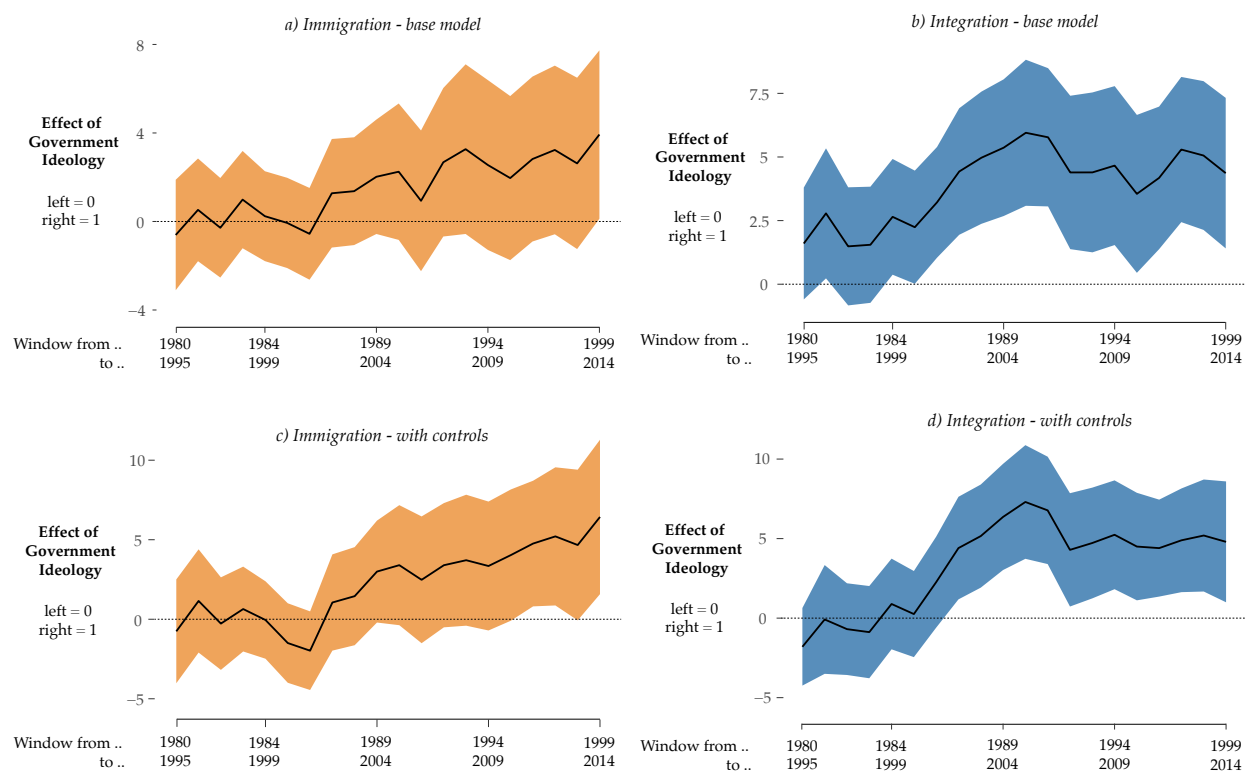 a) Immigration - base model
8
4
0
−4
Effect of
Government
Ideology
left = 0
right = 1
Window from ..
to ..
1980 1984 1989 1994 1999
1995 1999 2004 2009 2014
b) Integration - base model
7.5
5
2.5
0
Effect of
Government
Ideology
left = 0
right = 1
Window from ..
to ..
1980 1984 1989 1994 1999
1995 1999 2004 2009 2014
c) Immigration - with controls
10
5
0
−5
Effect of
Government
Ideology
left = 0
right = 1
Window from ..
to ..
1980 1984 1989 1994 1999
1995 1999 2004 2009 2014
d) Integration - with controls
10
5
0
−5
Effect of
Government
Ideology
left = 0
right = 1
Window from ..
to ..
1980 1984 1989 1994 1999
1995 1999 2004 2009 2014